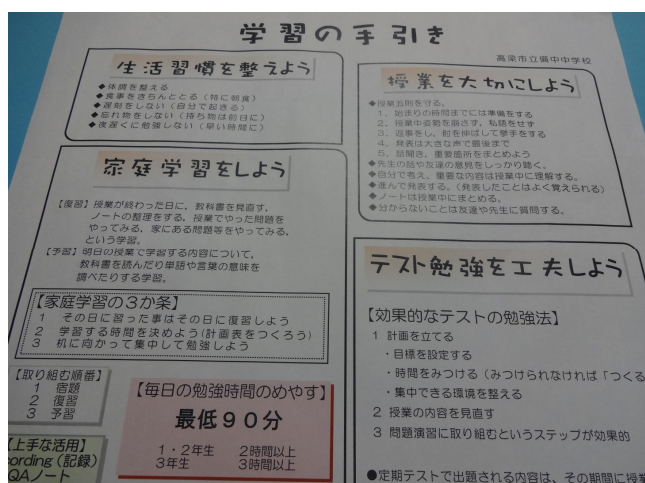 学習の手引き
高梁市立備中中学校
生活習慣を整えよう
◆体調を整える
◆食事をきちんととる（特に朝食）
◆遅刻をしない（自分で起きる）
◆忘れ物をしない（持ち物は前日に）
◆夜遅くに勉強しない（早い時間に）
家庭学習をしよう
【復習】授業が終わった日に、教科書を見直す。
ノートの整理をする。授業でやった問題を
やってみる。家にある問題等をやってみる。
という学習。
【予習】明日の授業で学習する内容について、
教科書を読んだり単語や言葉の意味を
調べたりする学習。
【家庭学習の３か条】
１ その日に習った事はその日に復習しよう
２ 学習する時間を決めよう（計画表をつくろう）
３ 机に向かって集中して勉強しよう
【取り組む順番】
１ 宿題
２ 復習
３ 予習
【上手な活用】
cording（記録）
QAノート
【毎日の勉強時間のめやす】
最低９０分
１・２年生 ２時間以上
３年生 ３時間以上
授業を大切にしよう
◆授業五則を守る。
１、始まりの時間までには準備をする
２、授業中姿勢を崩さず、私語をせず
３、返事をし、肘を伸ばして挙手をする
４、発表は大きな声で最後まで
５、話聞き、重要箇所をまとめよう
◆先生の話や友達の意見をしっかり聴く。
◆自分で考え、重要な内容は授業中に理解する。
◆進んで発表する。（発表したことはよく覚えられる）
◆ノートは授業中にまとめる。
◆分からないことは友達や先生に質問する。
テスト勉強を工夫しよう
【効果的なテストの勉強法】
１ 計画を立てる
・目標を設定する
・時間をみつける（みつけられなければ「つくる
・集中できる環境を整える
２ 授業の内容を見直す
３ 問題演習に取り組むというステップが効果的
●定期テストで出題される内容は、その期間に授業